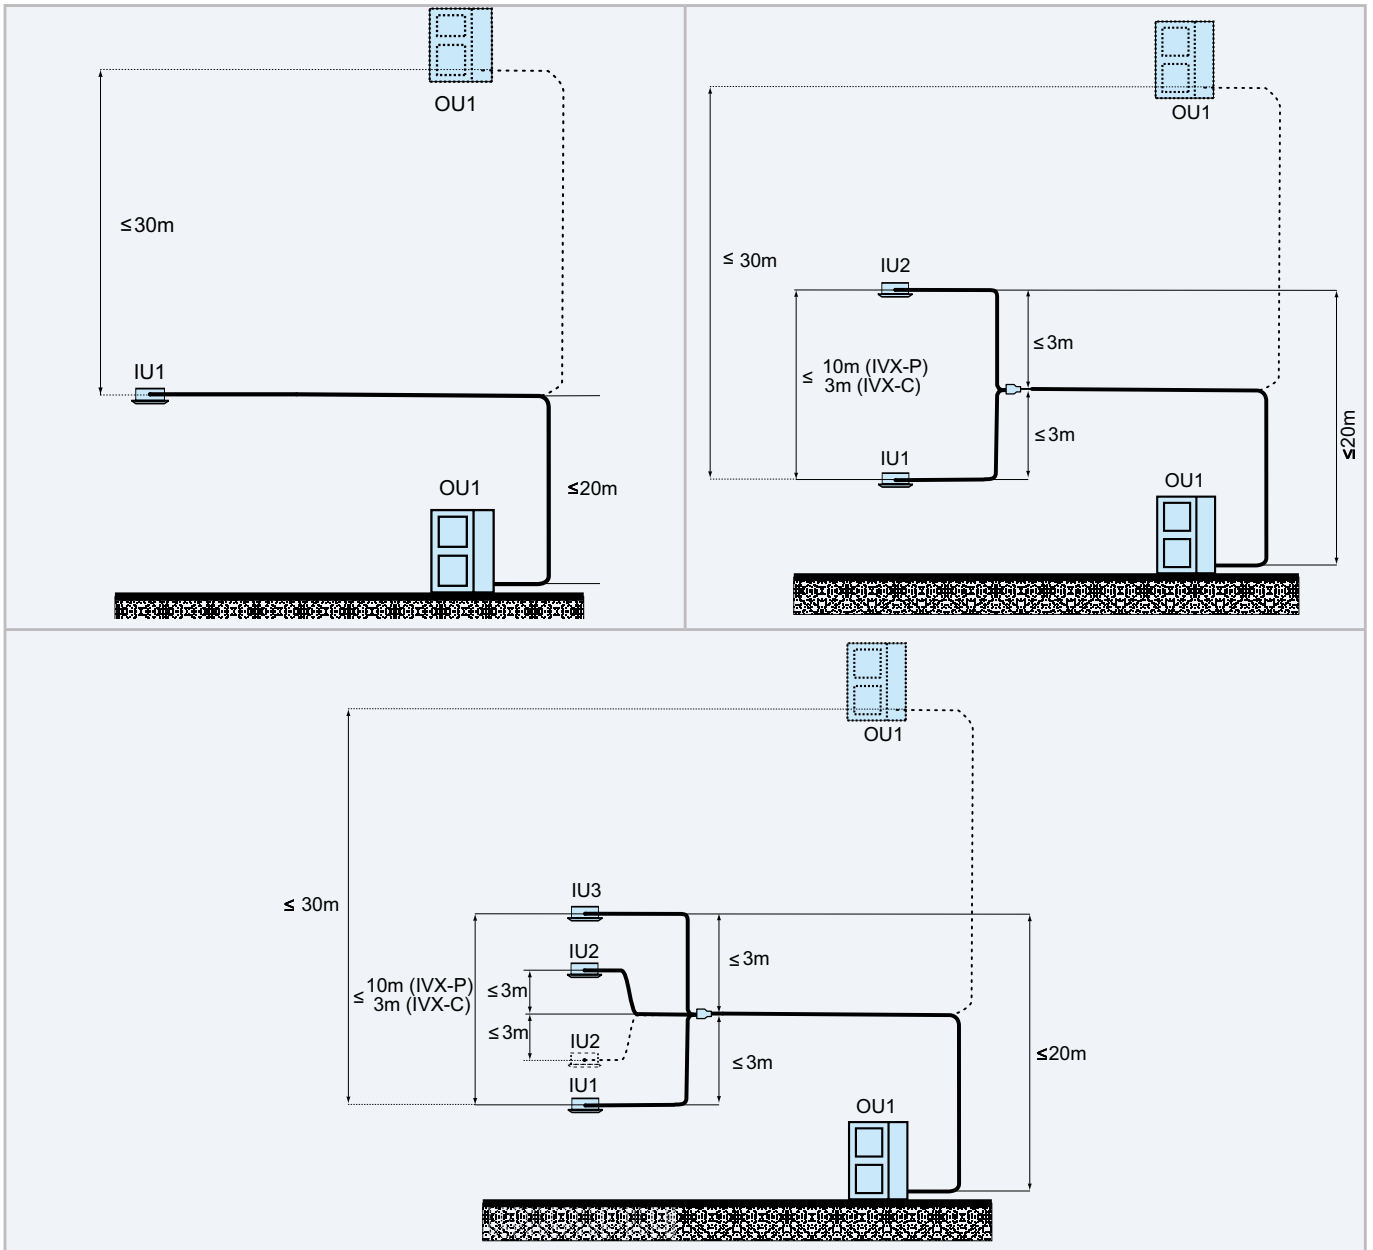 OU1
≤30m
IU1
OU1
≤20m
OU1
≤ 30m
IU2
≤3m
≤ 10m (IVX-P)
3m (IVX-C)
≤3m
≤20m
IU1
OU1
OU1
≤ 30m
IU3
≤3m
IU2
≤ 10m (IVX-P)
3m (IVX-C)
≤3m
≤3m
IU2
≤3m
≤20m
IU1
OU1